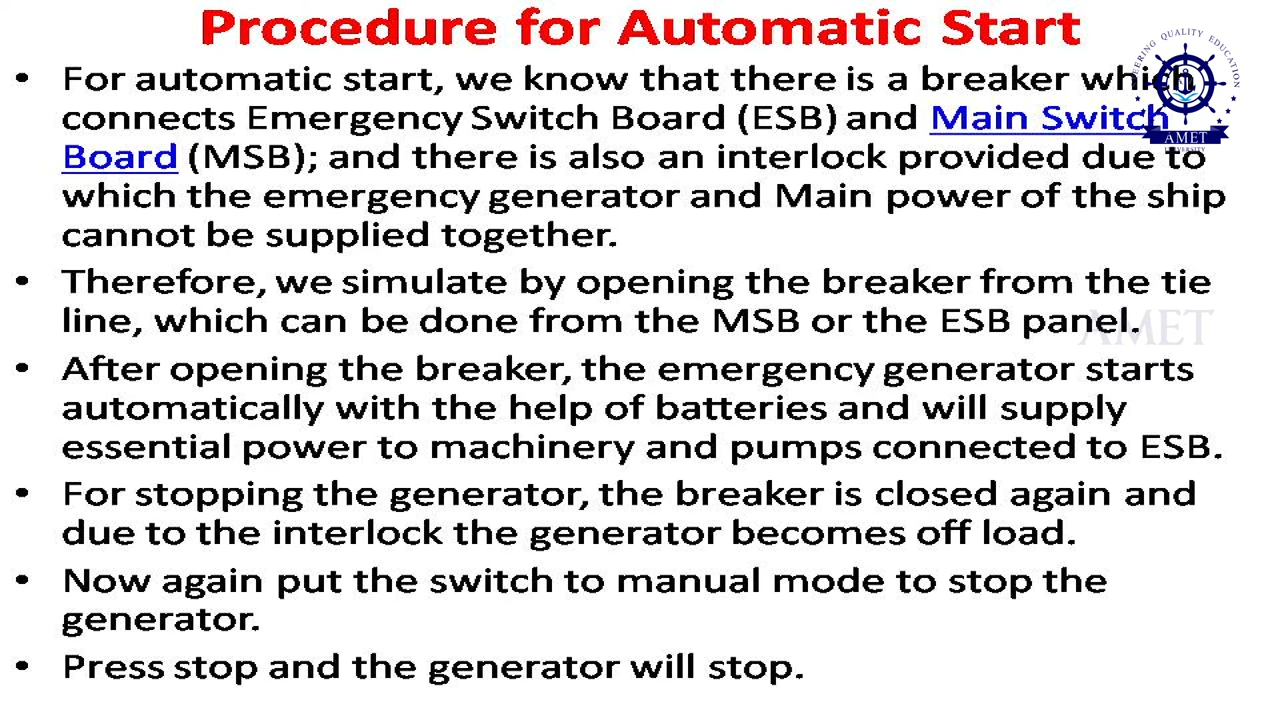 Procedure for Automatic Start
• For automatic start, we know that there is a breaker which
connects Emergency Switch Board (ESB) and Main Switch
Board (MSB); and there is also an interlock provided due to
which the emergency generator and Main power of the ship
cannot be supplied together.
• Therefore, we simulate by opening the breaker from the tie
line, which can be done from the MSB or the ESB panel.
• After opening the breaker, the emergency generator starts
automatically with the help of batteries and will supply
essential power to machinery and pumps connected to ESB.
• For stopping the generator, the breaker is closed again and
due to the interlock the generator becomes off load.
• Now again put the switch to manual mode to stop the
generator.
• Press stop and the generator will stop.
EERING QUALITY EDUCATION
AMET
UNIVERSITY
AMET